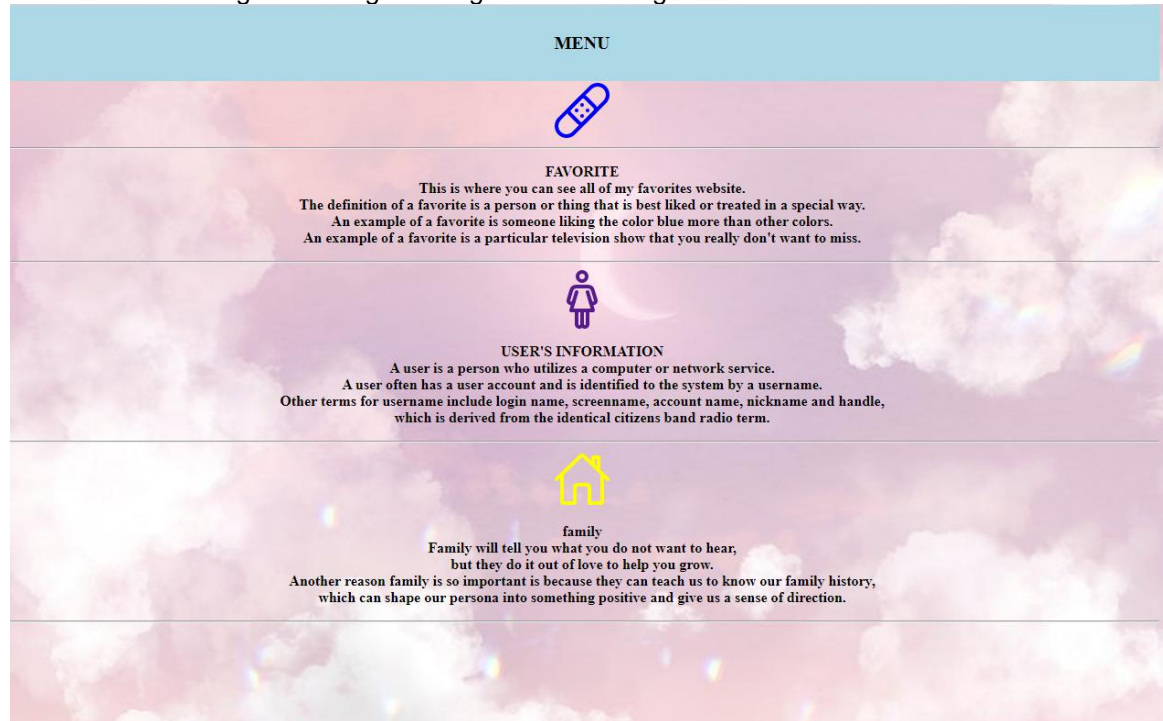 MENU
FAVORITE
This is where you can see all of my favorites website.
The definition of a favorite is a person or thing that is best liked or treated in a special way.
An example of a favorite is someone liking the color blue more than other colors.
An example of a favorite is a particular television show that you really don't want to miss.
USER'S INFORMATION
A user is a person who utilizes a computer or network service.
A user often has a user account and is identified to the system by a username.
Other terms for username include login name, screenname, account name, nickname and handle,
which is derived from the identical citizens band radio term.
family
Family will tell you what you do not want to hear,
but they do it out of love to help you grow.
Another reason family is so important is because they can teach us to know our family history,
which can shape our persona into something positive and give us a sense of direction.